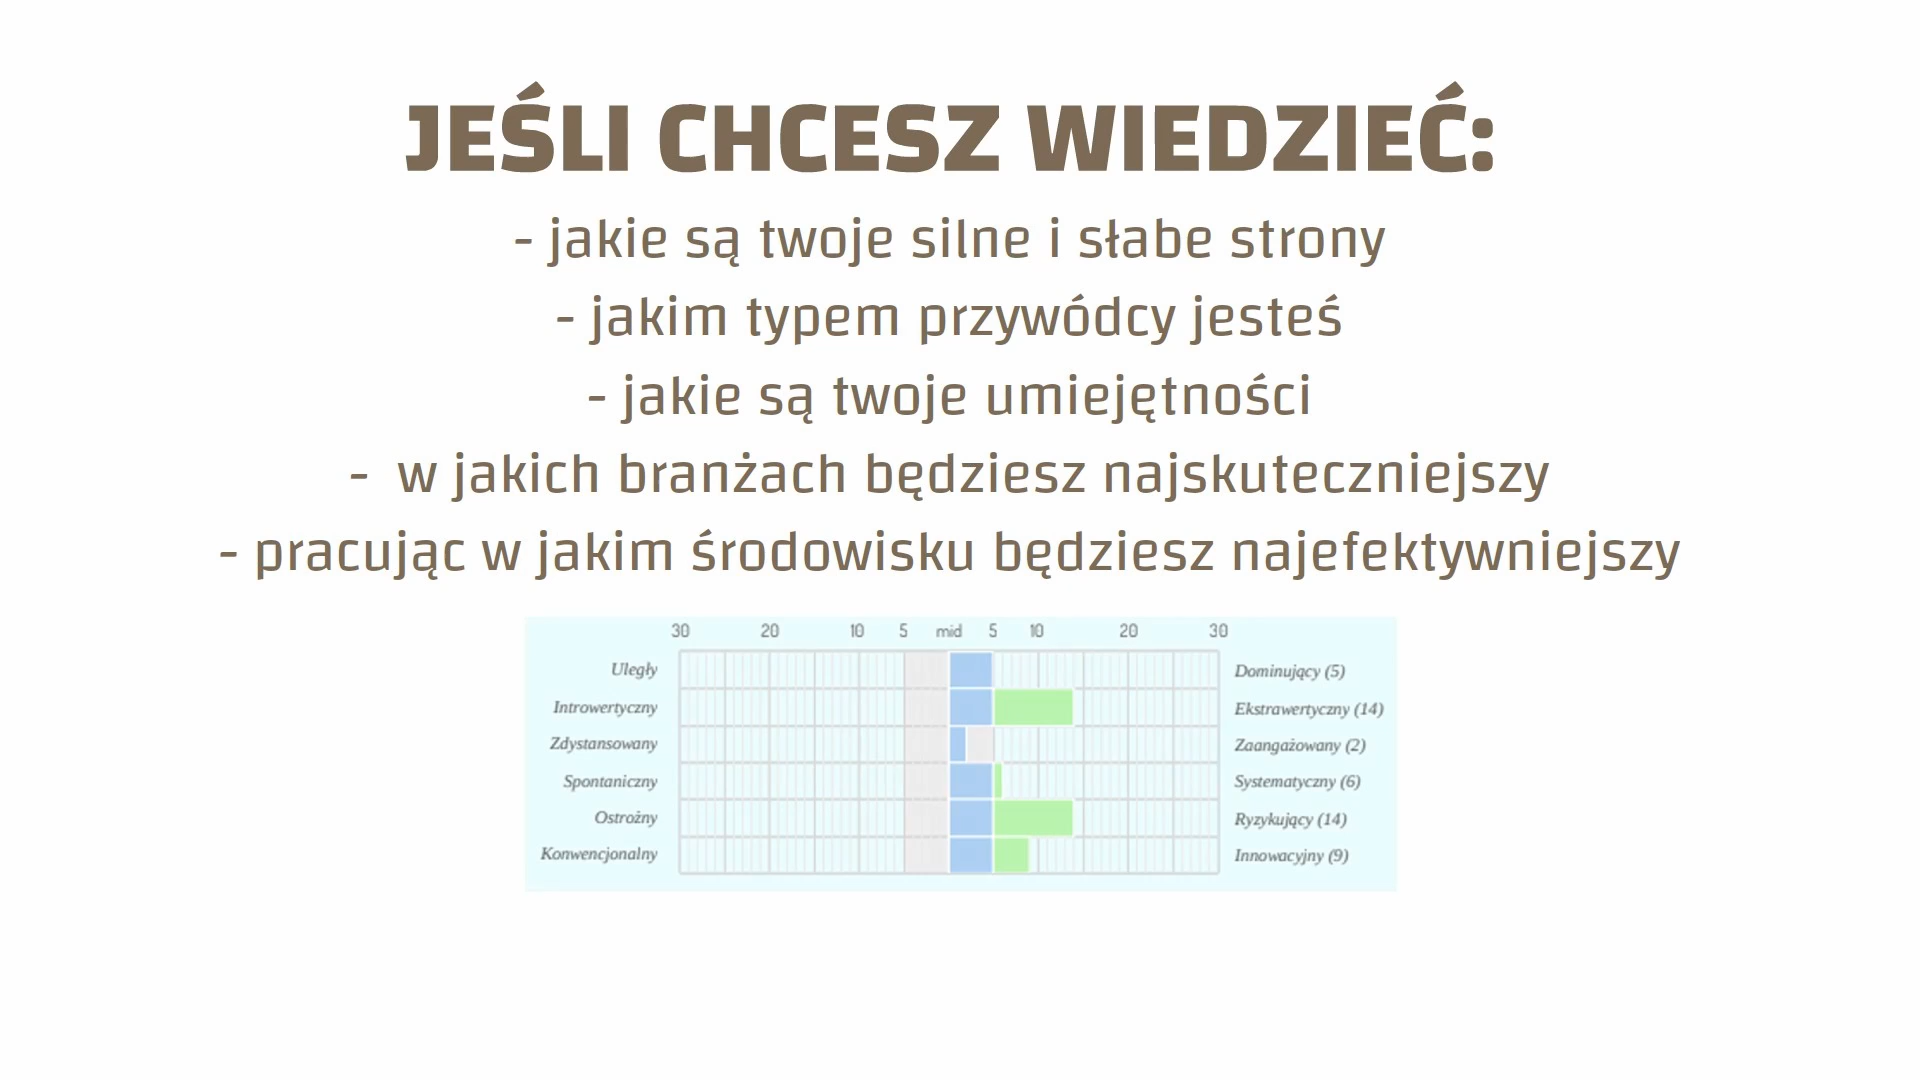 JEŚLI CHCESZ WIEDZIEĆ:
- jakie są twoje silne i słabe strony
- jakim typem przywódcy jesteś
- jakie są twoje umiejętności
- w jakich branżach będziesz najskuteczniejszy
- pracując w jakim środowisku będziesz najefektywniejszy
30 20 10 5 mid 5 10 20 30
Uległy Dominujący (5)
Introwertyczny Ekstrawertyczny (14)
Zdystansowany Zaangażowany (2)
Spontaniczny Systematyczny (6)
Ostrożny Ryzykujący (14)
Konwencjonalny Innowacyjny (9)